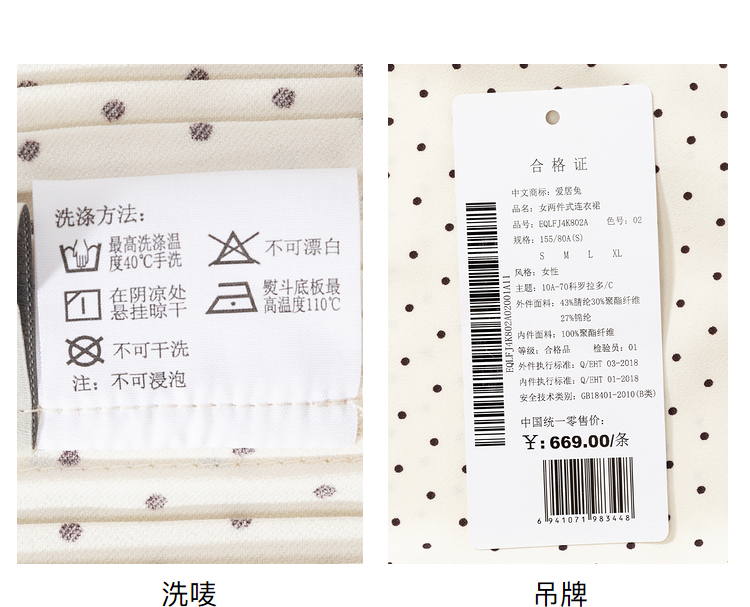 洗涤方法:
最高洗涤温
度40℃手洗
不可漂白
在阴凉处
悬挂晾干
熨斗底板最
高温度110℃
不可干洗
注: 不可浸泡
合格证
中文商标: 爱居兔
品名: 女两件式连衣裙
品号: EQLFJ4K802A 色号: 02
规格: 155/80A(S)
S M L XL
风格: 女性
主题: 10A-70科罗拉多/C
外件面料: 43%腈纶30%聚酯纤维
27%锦纶
内件面料: 100%聚酯纤维
等级: 合格品 检验员: 01
外件执行标准: Q/EHT 03-2018
内件执行标准: Q/EHT 01-2018
安全技术类别: GB18401-2010(B类)
中国统一零售价:
¥: 669.00/条
EQLFJ4K802A02001A11
6 941071 983448
洗唛
吊牌